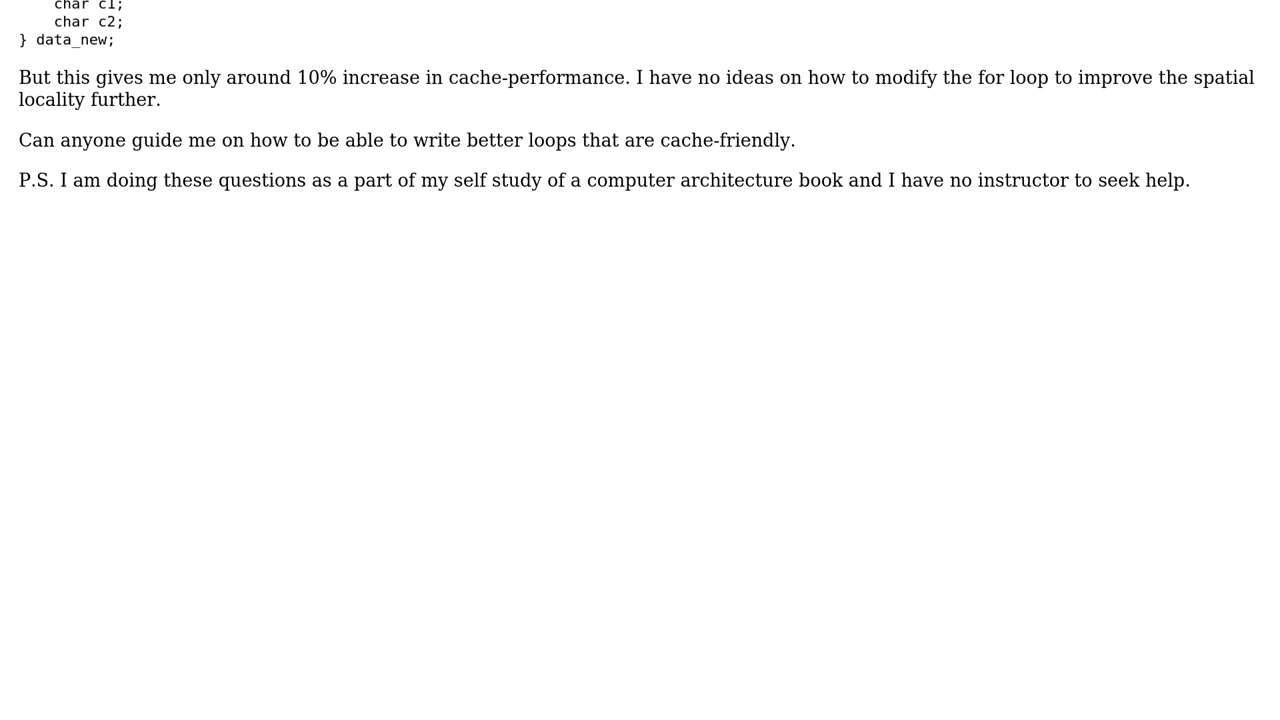 char c1;
char c2;
} data_new;
But this gives me only around 10% increase in cache-performance. I have no ideas on how to modify the for loop to improve the spatial
locality further.
Can anyone guide me on how to be able to write better loops that are cache-friendly.
P.S. I am doing these questions as a part of my self study of a computer architecture book and I have no instructor to seek help.